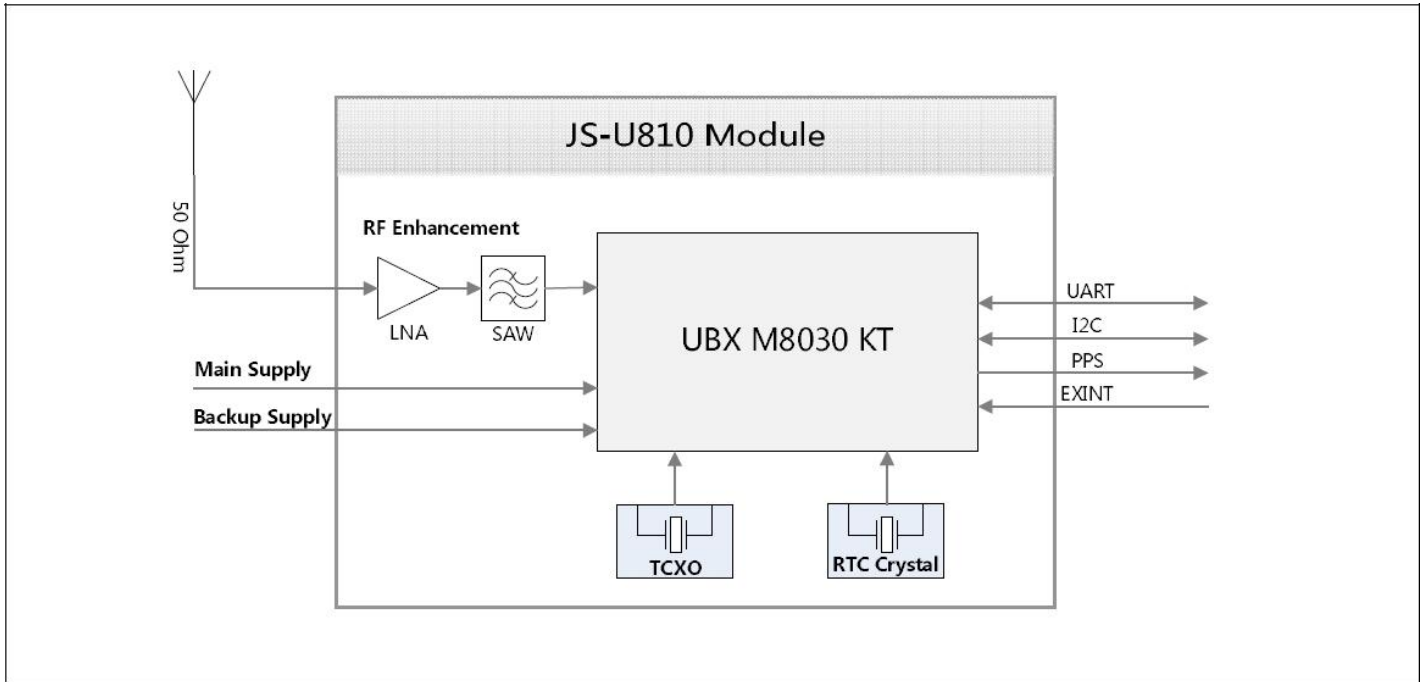 JS-U810 Module
50 Ohm
RF Enhancement
LNA
SAW
UBX M8030 KT
Main Supply
Backup Supply
UART
I2C
PPS
EXINT
TCXO
RTC Crystal